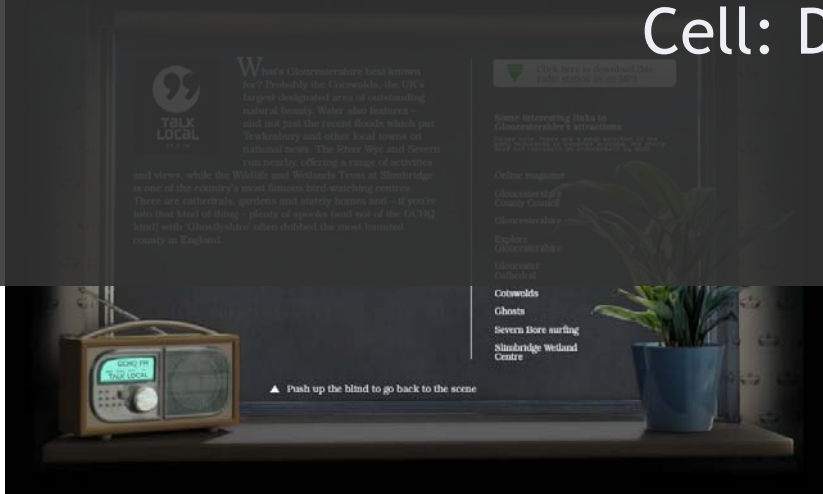 Cell: D
What's Gloucestershire best known
for? Probably the Cotswolds, the UK's
largest designated area of outstanding
natural beauty. Water also features -
and not just the recent floods which put
Tewkesbury and other local towns on
national news. The River Wye and Severn
run nearby, offering a range of activities
and views, while the Wildlife and Wetlands Trust at Slimbridge
is one of the country's most famous bird-watching centres.
There are cathedrals, gardens and stately homes and - if you're
into that kind of thing - plenty of spooks (and not of the GCHQ
kind) with 'Ghostlyshire' often dubbed the most haunted
county in England.
TALK
LOCAL
Click here to download this
radio station as an MP3
Some interesting links to
Gloucestershire's attractions
Online magazine
Gloucestershire
County Council
Gloucestershire
Explore
Gloucestershire
Gloucester
Cathedral
Cotswolds
Ghosts
Severn Bore surfing
Slimbridge Wetland
Centre
GCHQ FM
TALK LOCAL
Push up the blind to go back to the scene